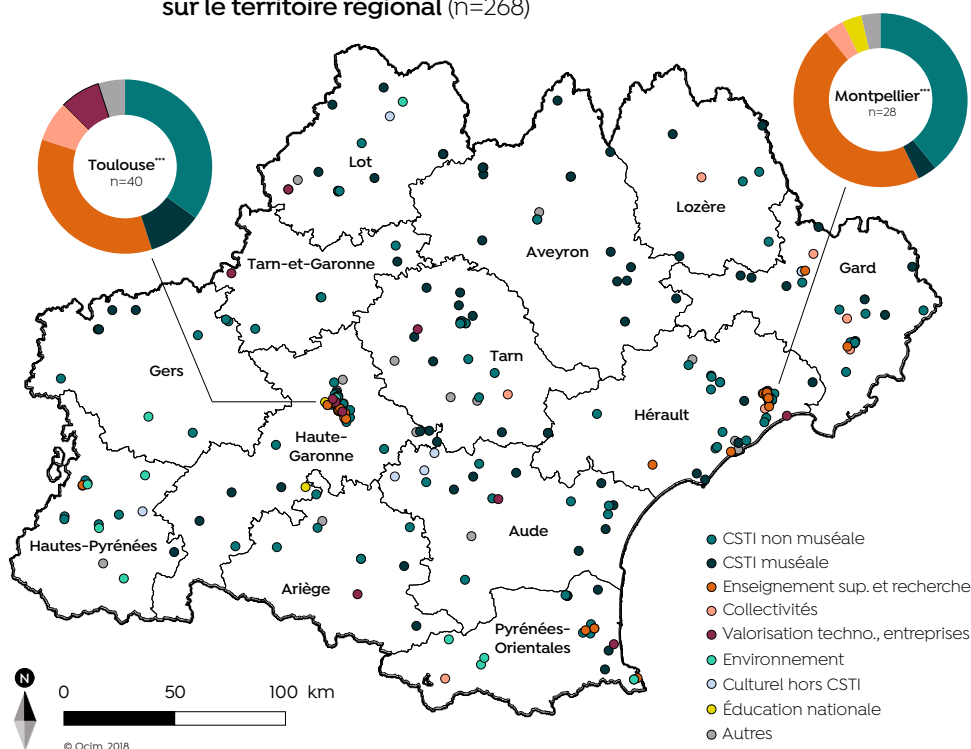 sur le territoire régional (n=268)
Toulouse***
n=40
Montpellier***
n=28
Lot
Lozère
Aveyron
Tarn-et-Garonne
Gard
Gers
Tarn
Hérault
Haute-
Garonne
Hautes-Pyrénées
Aude
Ariège
Pyrénées-
Orientales
CSTI non muséale
CSTI muséale
Enseignement sup. et recherche
Collectivités
Valorisation techno., entreprises
Environnement
Culturel hors CSTI
Éducation nationale
Autres
N
0 50 100 km
© Ocim, 2018